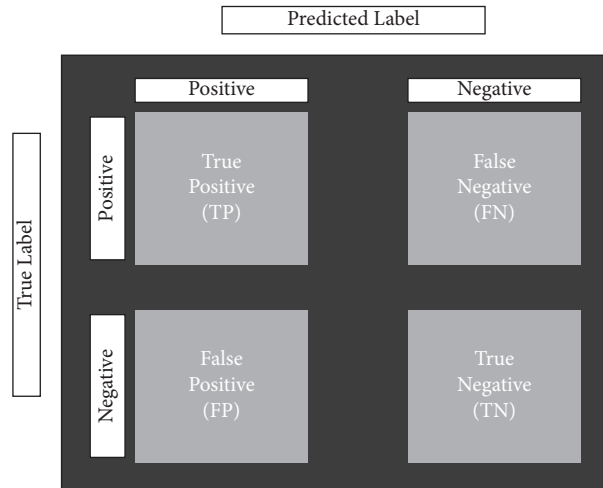 Predicted Label
Positive
Negative
True Label
Positive
True
Positive
(TP)
False
Negative
(FN)
Negative
False
Positive
(FP)
True
Negative
(TN)